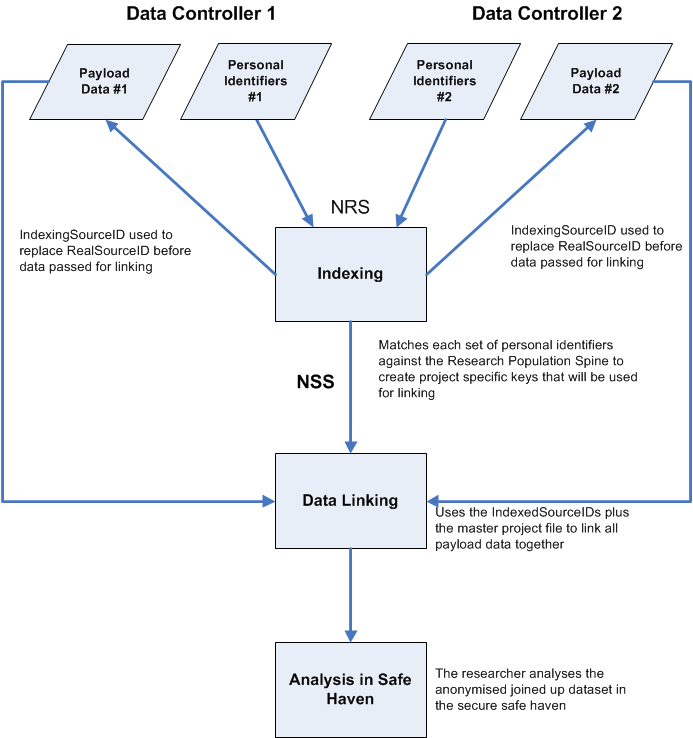 Data Controller 1
Data Controller 2
Payload
Data #1
Personal
Identifiers
#1
Personal
Identifiers
#2
Payload
Data #2
NRS
IndexingSourceID used to
replace RealSourceID before
data passed for linking
IndexingSourceID used to
replace RealSourceID before
data passed for linking
Indexing
Matches each set of personal identifiers
against the Research Population Spine to
create project specific keys that will be used
for linking
NSS
Data Linking
Uses the IndexedSourceIDs plus
the master project file to link all
payload data together
Analysis in Safe
Haven
The researcher analyses the
anonymised joined up dataset in
the secure safe haven